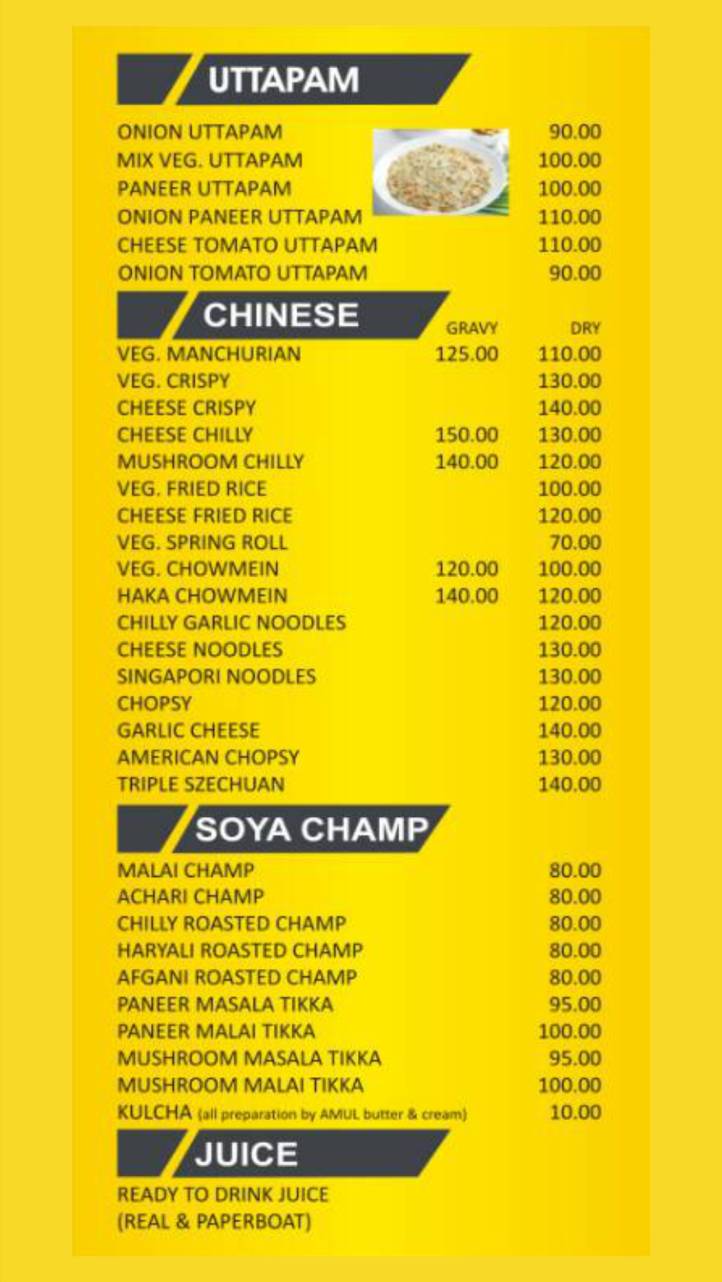 UTTAPAM
ONION UTTAPAM 90.00
MIX VEG. UTTAPAM 100.00
PANEER UTTAPAM 100.00
ONION PANEER UTTAPAM 110.00
CHEESE TOMATO UTTAPAM 110.00
ONION TOMATO UTTAPAM 90.00
CHINESE GRAVY DRY
VEG. MANCHURIAN 125.00 110.00
VEG. CRISPY 130.00
CHEESE CRISPY 140.00
CHEESE CHILLY 150.00 130.00
MUSHROOM CHILLY 140.00 120.00
VEG. FRIED RICE 100.00
CHEESE FRIED RICE 120.00
VEG. SPRING ROLL 70.00
VEG. CHOWMEIN 120.00 100.00
HAKA CHOWMEIN 140.00 120.00
CHILLY GARLIC NOODLES 120.00
CHEESE NOODLES 130.00
SINGAPORI NOODLES 130.00
CHOPSY 120.00
GARLIC CHEESE 140.00
AMERICAN CHOPSY 130.00
TRIPLE SZECHUAN 140.00
SOYA CHAMP
MALAI CHAMP 80.00
ACHARI CHAMP 80.00
CHILLY ROASTED CHAMP 80.00
HARYALI ROASTED CHAMP 80.00
AFGANI ROASTED CHAMP 80.00
PANEER MASALA TIKKA 95.00
PANEER MALAI TIKKA 100.00
MUSHROOM MASALA TIKKA 95.00
MUSHROOM MALAI TIKKA 100.00
KULCHA (all preparation by AMUL butter & cream) 10.00
JUICE
READY TO DRINK JUICE
(REAL & PAPERBOAT)